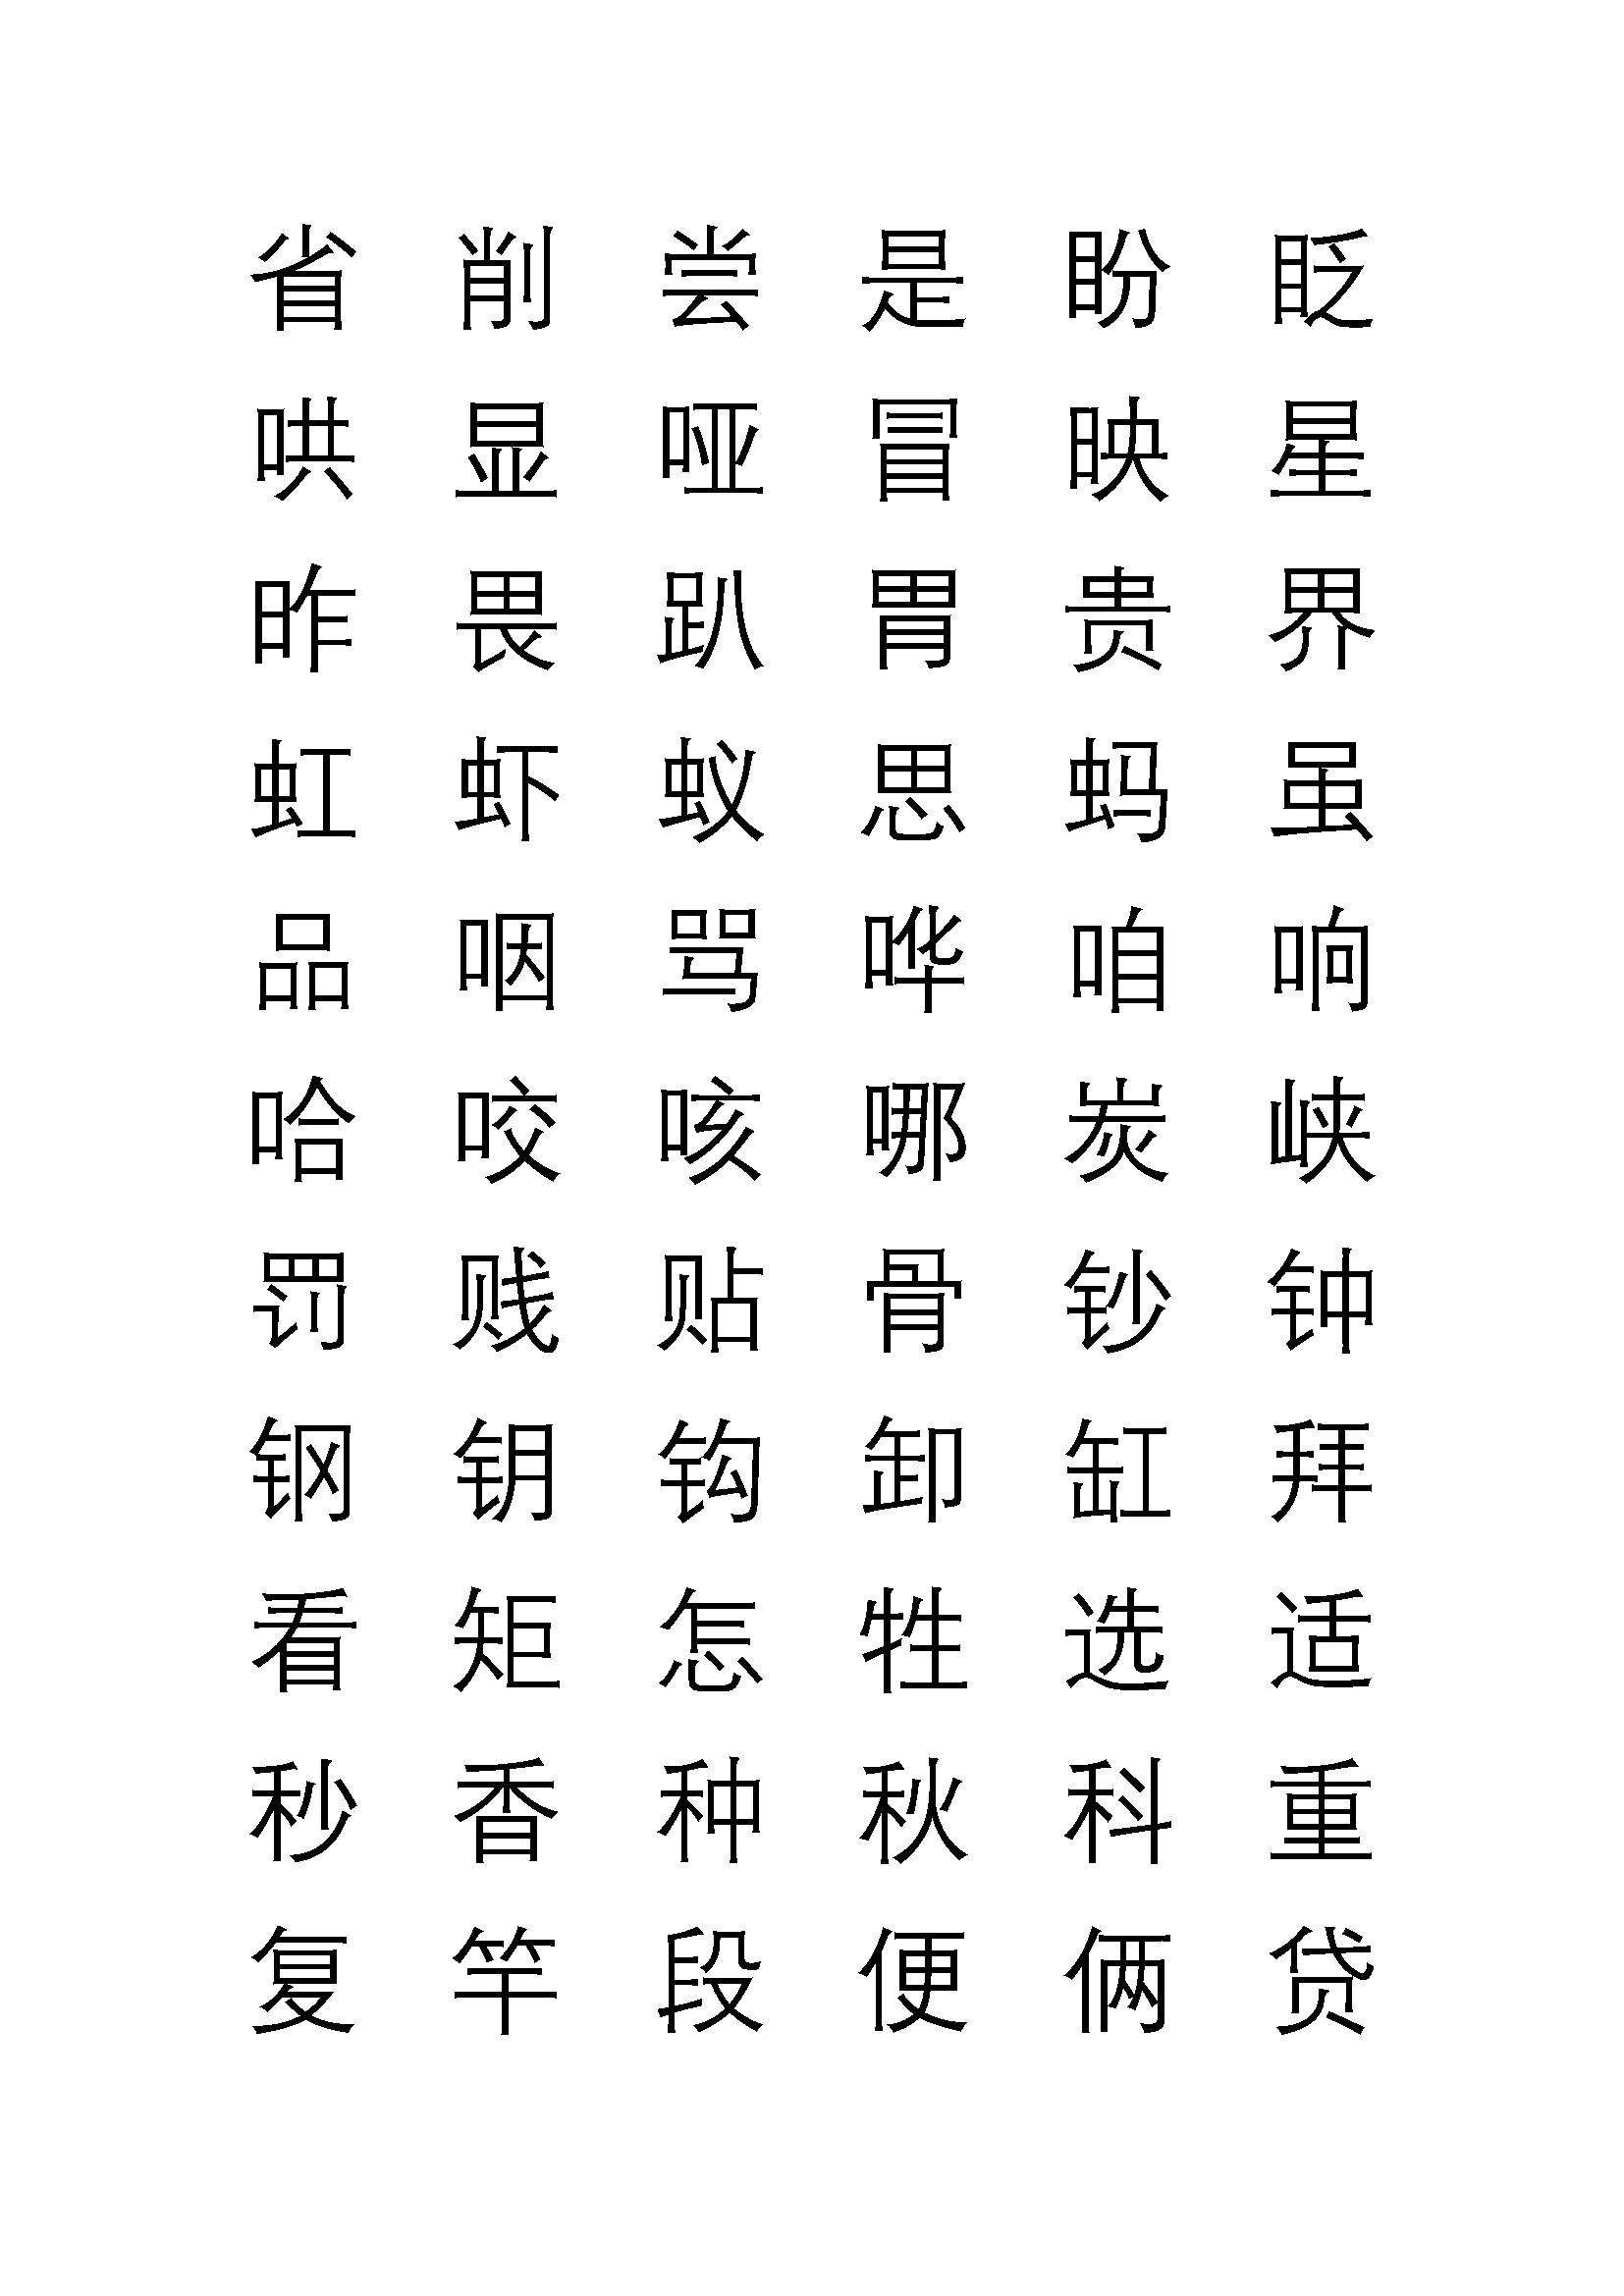 省 削 尝 是 盼 眨
哄 显 哑 冒 映 星
昨 畏 趴 胃 贵 界
虹 虾 蚁 思 蚂 虽
品 咽 骂 哗 咱 响
哈 咬 咳 哪 炭 峡
罚 贱 贴 骨 钞 钟
钢 钥 钩 卸 缸 拜
看 矩 怎 牲 选 适
秒 香 种 秋 科 重
复 竿 段 便 俩 贷